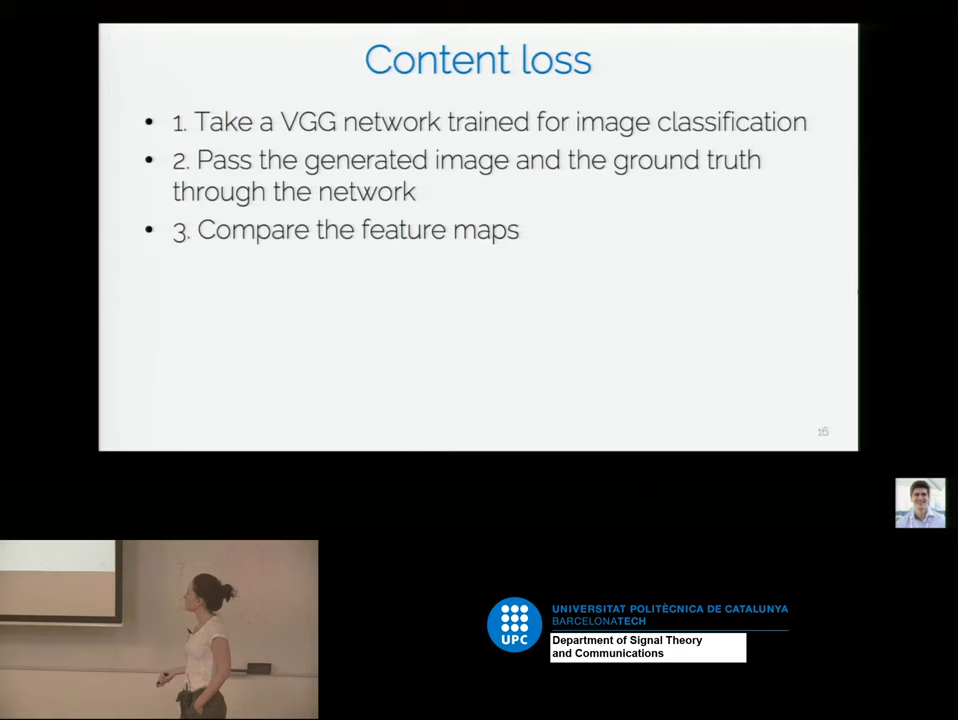 Content loss
• 1. Take a VGG network trained for image classification
• 2. Pass the generated image and the ground truth
through the network
• 3. Compare the feature maps
16
UPC
UNIVERSITAT POLITÈCNICA DE CATALUNYA
BARCELONATECH
Department of Signal Theory
and Communications